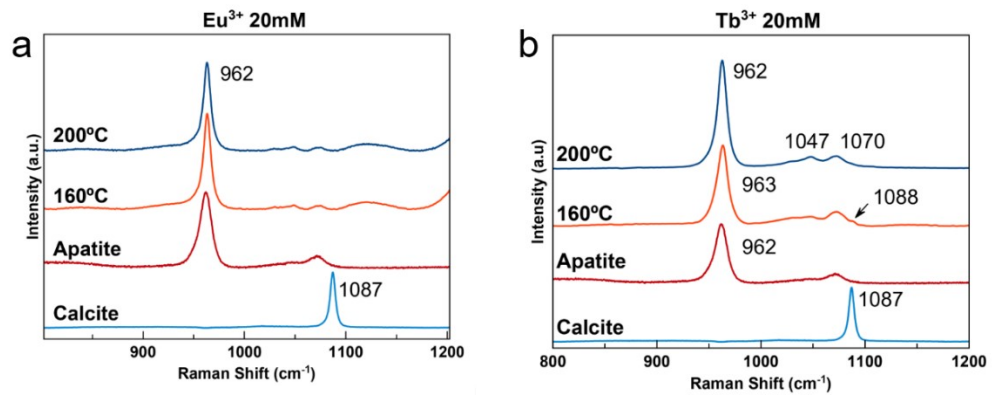 a
Eu³⁺ 20mM
962
200ºC
160ºC
Apatite
Calcite
1087
Intensity (a.u.)
900
1000
1100
1200
Raman Shift (cm⁻¹)
b
Tb³⁺ 20mM
962
1047
1070
200ºC
963
1088
160ºC
962
Apatite
1087
Calcite
Intensity (a.u)
800
900
1000
1100
1200
Raman Shift (cm⁻¹)